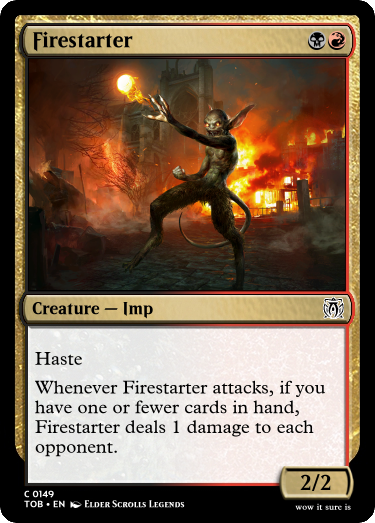 Firestarter
Creature — Imp
Haste
Whenever Firestarter attacks, if you
have one or fewer cards in hand,
Firestarter deals 1 damage to each
opponent.
2/2
C 0149
TOB • EN Elder Scrolls Legends
wow it sure is